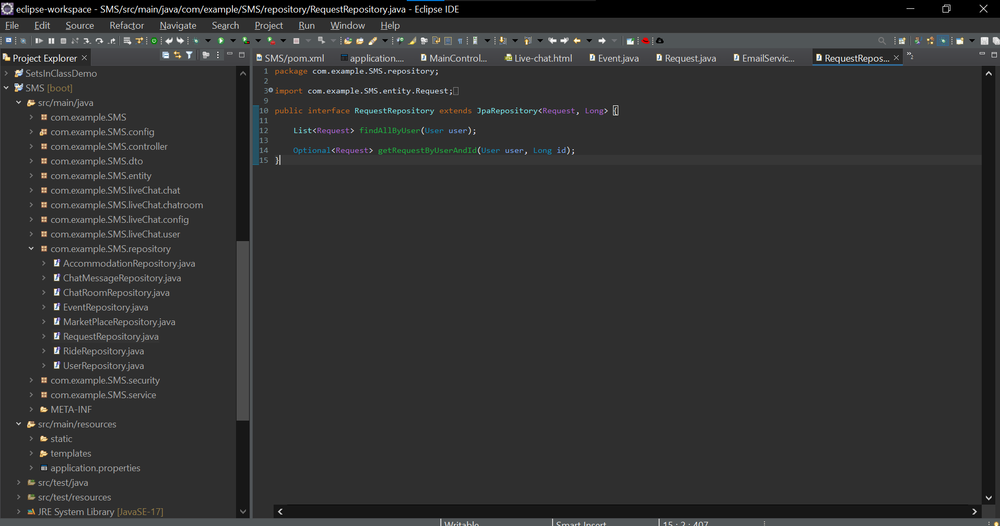 eclipse-workspace - SMS/src/main/java/com/example/SMS/repository/RequestRepository.java - Eclipse IDE
File Edit Source Refactor Navigate Search Project Run Window Help
Project Explorer
SMS/pom.xml application.... MainControl... Live-chat.html Event.java Request.java EmailServic... RequestRepos... »2
SetsInClassDemo
SMS [boot]
src/main/java
com.example.SMS
com.example.SMS.config
com.example.SMS.controller
com.example.SMS.dto
com.example.SMS.entity
com.example.SMS.liveChat.chat
com.example.SMS.liveChat.chatroom
com.example.SMS.liveChat.config
com.example.SMS.liveChat.user
com.example.SMS.repository
AccommodationRepository.java
ChatMessageRepository.java
ChatRoomRepository.java
EventRepository.java
MarketPlaceRepository.java
RequestRepository.java
RideRepository.java
UserRepository.java
com.example.SMS.security
com.example.SMS.service
META-INF
src/main/resources
static
templates
application.properties
src/test/java
src/test/resources
JRE System Library [JavaSE-17]
1 package com.example.SMS.repository;
2
3 import com.example.SMS.entity.Request;
9
10 public interface RequestRepository extends JpaRepository<Request, Long> {
11
12 List<Request> findAllByUser(User user);
13
14 Optional<Request> getRequestByUserAndId(User user, Long id);
15 }
Writable Smart Insert 15 : 2 : 407